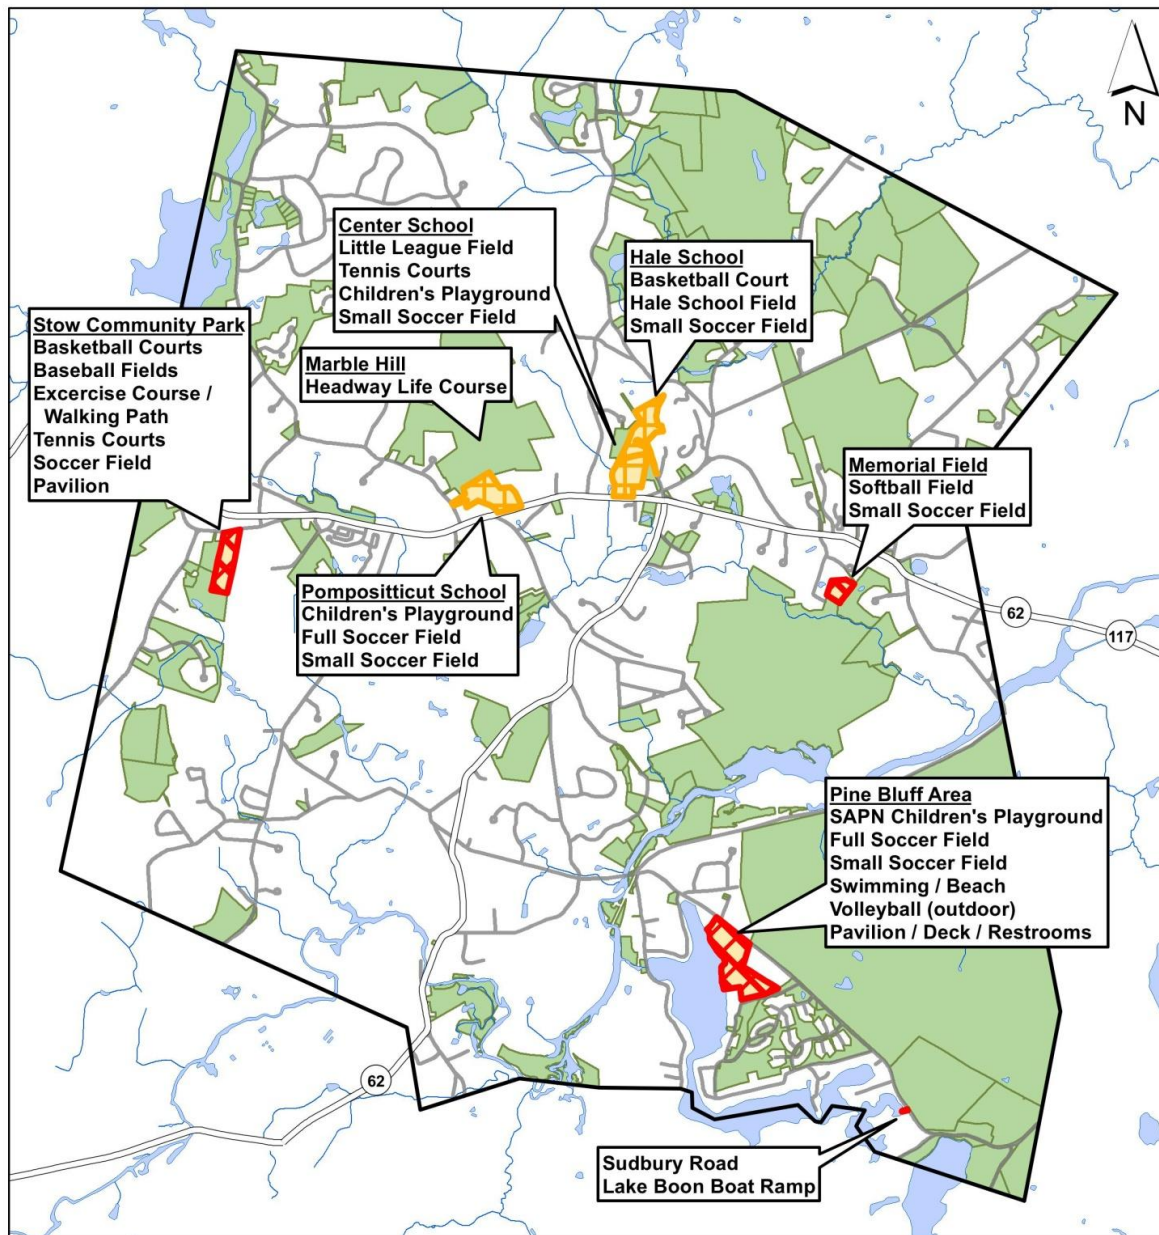 N
Center School
Little League Field
Tennis Courts
Children's Playground
Small Soccer Field
Hale School
Basketball Court
Hale School Field
Small Soccer Field
Stow Community Park
Basketball Courts
Baseball Fields
Excercise Course /
Walking Path
Tennis Courts
Soccer Field
Pavilion
Marble Hill
Headway Life Course
Memorial Field
Softball Field
Small Soccer Field
Pompositticut School
Children's Playground
Full Soccer Field
Small Soccer Field
62
117
Pine Bluff Area
SAPN Children's Playground
Full Soccer Field
Small Soccer Field
Swimming / Beach
Volleyball (outdoor)
Pavilion / Deck / Restrooms
62
Sudbury Road
Lake Boon Boat Ramp